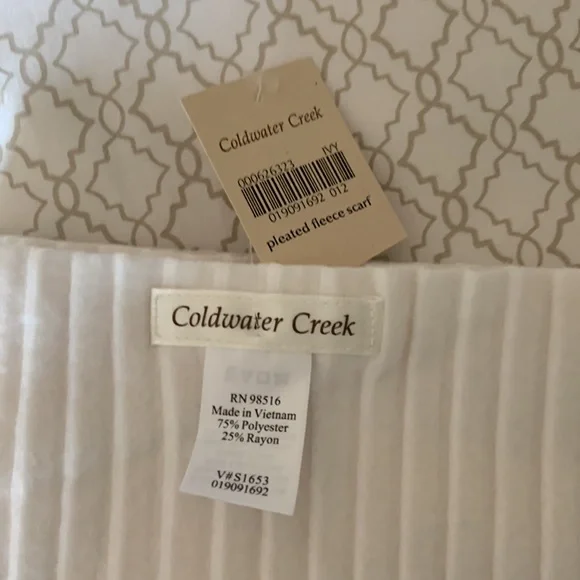 Coldwater Creek
000626323 IVY
019091692 012
pleated fleece scarf
Coldwater Creek
RN 98516
Made in Vietnam
75% Polyester
25% Rayon
V#S1653
019091692